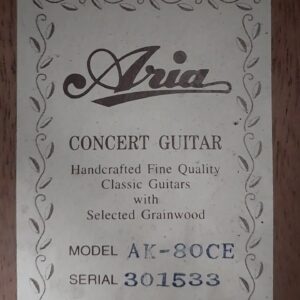 Aria
CONCERT GUITAR
Handcrafted Fine Quality
Classic Guitars
with
Selected Grainwood
MODEL AK-80CE
SERIAL 301533